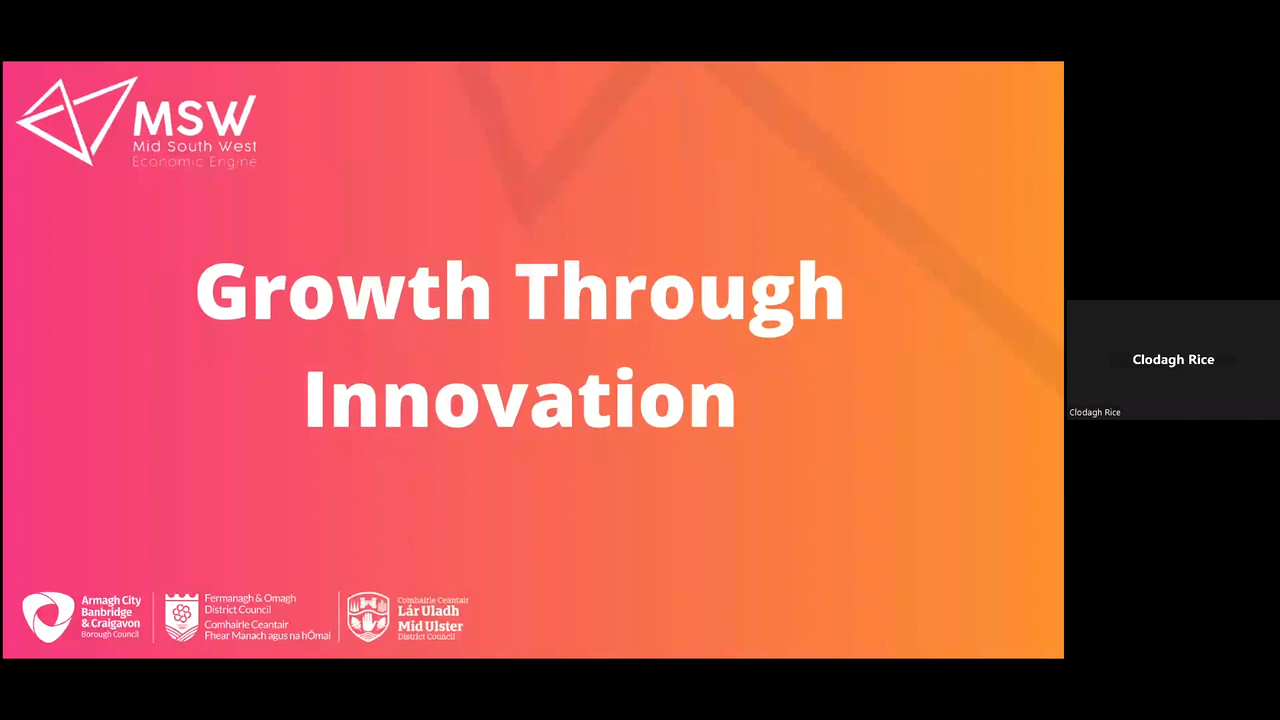 MSW
Mid South West
Economic Engine
Growth Through
Innovation
Armagh City
Banbridge
& Craigavon
Borough Council
Fermanagh & Omagh
District Council
Comhairle Ceantair
Fhear Manach agus na hÓmaí
Comhairle Ceantair
Lár Uladh
Mid Ulster
District Council
Clodagh Rice
Clodagh Rice